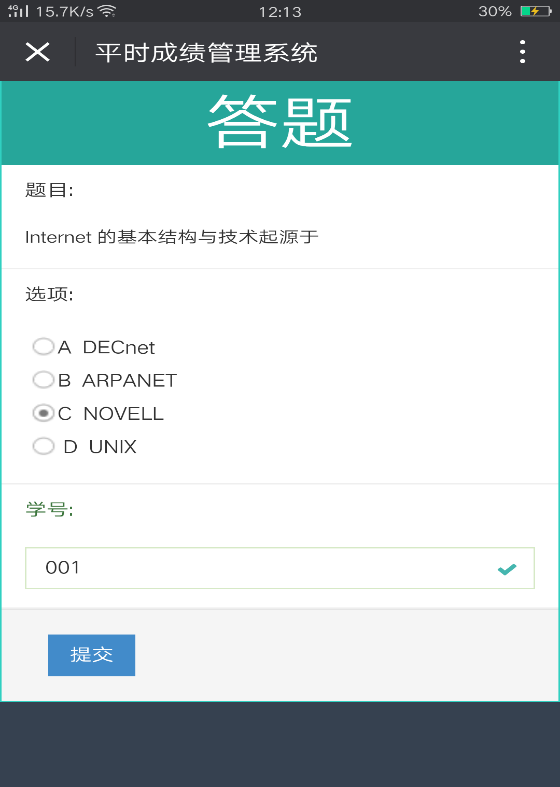 4G 15.7K/s 12:13 30%
平时成绩管理系统
答题
题目:
Internet 的基本结构与技术起源于
选项:
A DECnet
B ARPANET
C NOVELL
D UNIX
学号:
001
提交